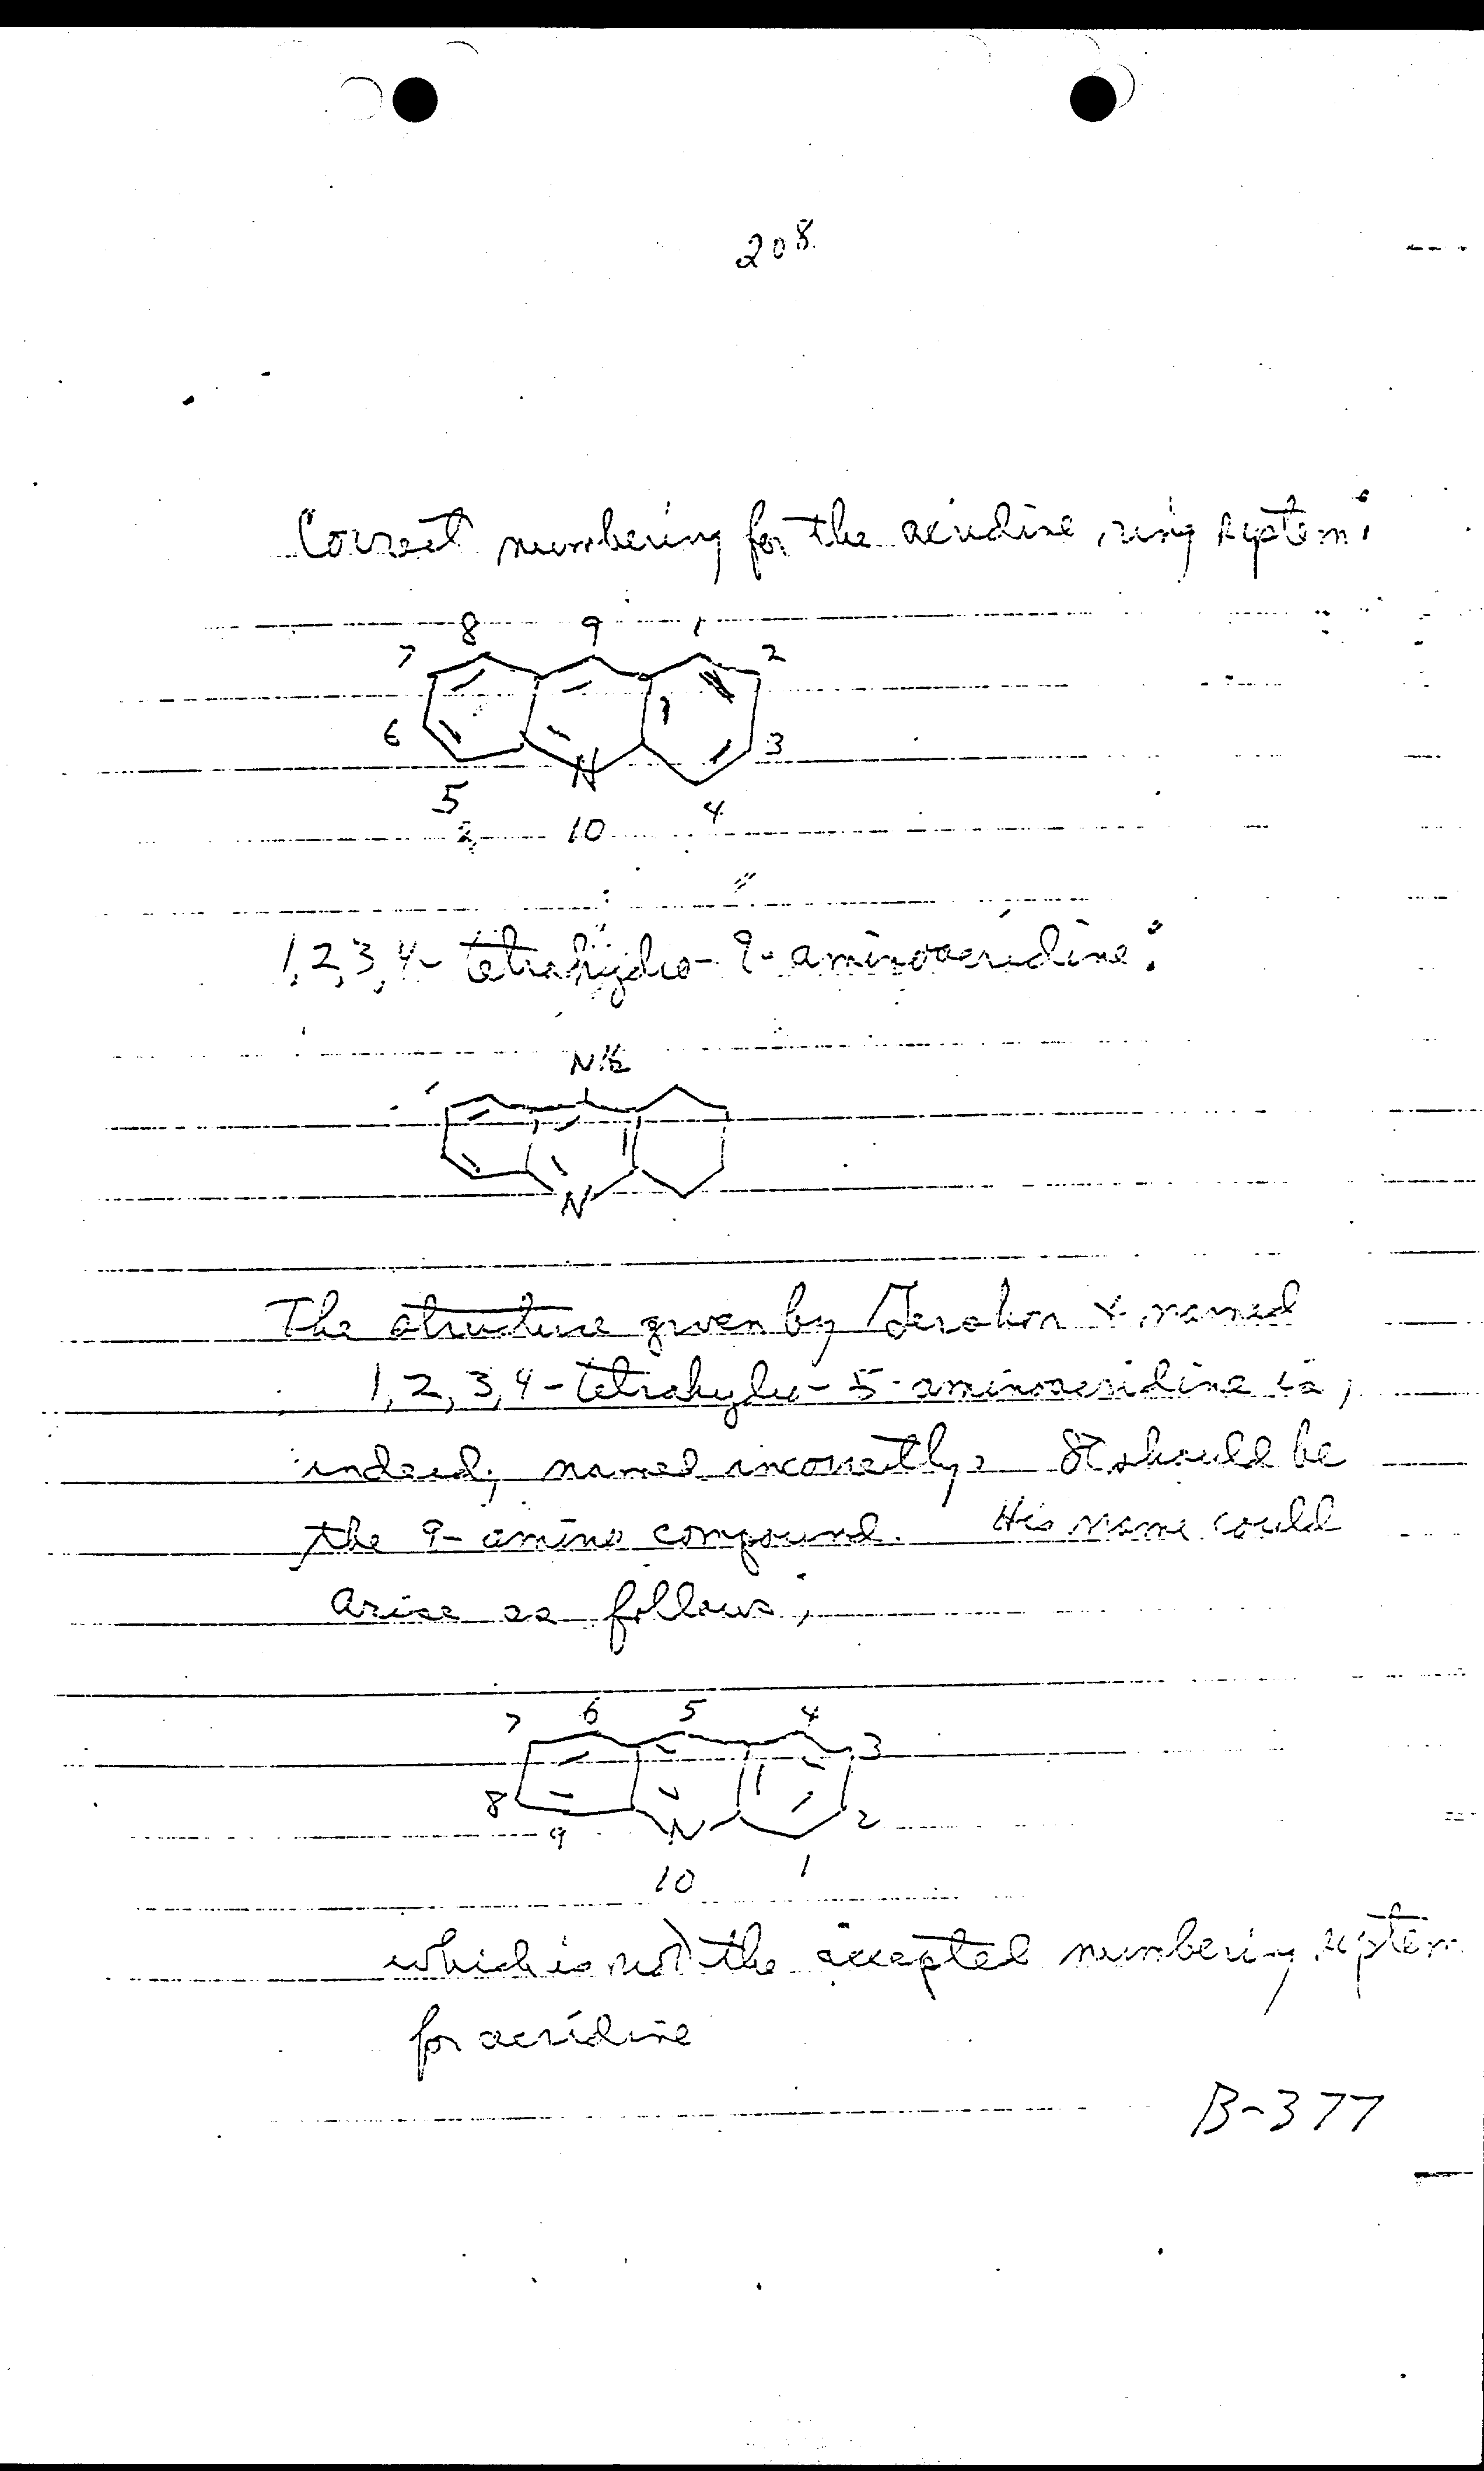 208.
Correct numbering for the acridine ring system:
8 9 1
7 2
6 3
N
5 4
10
1,2,3,4-tetrahydro-9-aminoacridine:
NH2
N
The structure given by & named
1,2,3,4-tetrahydro-5-aminoacridine is,
indeed, named incorrectly. It should be
the 9-amino compound. His name could
arise as follows:
7 6 5 4
3
8 2
9 N
10 1
which is not the accepted numbering system
for acridine
B-377